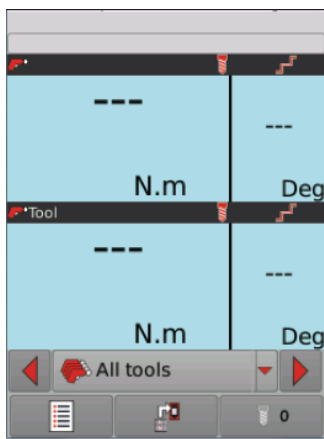 ---
---
N.m
Deg
Tool
---
---
N.m
Deg
All tools
0